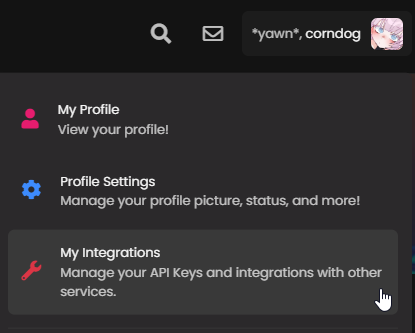 *yawn*, corndog
My Profile
View your profile!
Profile Settings
Manage your profile picture, status, and more!
My Integrations
Manage your API Keys and integrations with other
services.